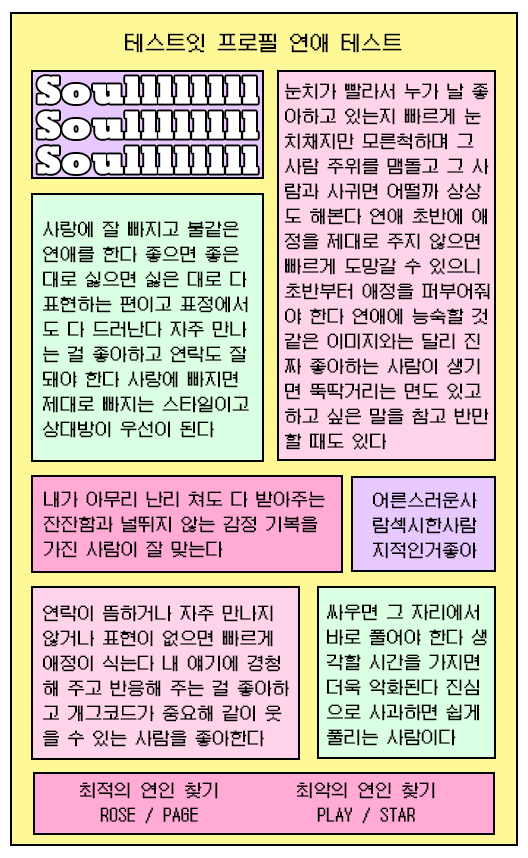 테스트잇 프로필 연애 테스트
Soulllllllll
Soulllllllll
Soulllllllll
사랑에 잘 빠지고 불같은
연애를 한다 좋으면 좋은
대로 싫으면 싫은 대로 다
표현하는 편이고 표정에서
도 다 드러난다 자주 만나
는 걸 좋아하고 연락도 잘
돼야 한다 사랑에 빠지면
제대로 빠지는 스타일이고
상대방이 우선이 된다
눈치가 빨라서 누가 날 좋
아하고 있는지 빠르게 눈
치채지만 모른척하며 그
사람 주위를 맴돌고 그 사
람과 사귀면 어떨까 상상
도 해본다 연애 초반에 애
정을 제대로 주지 않으면
빠르게 도망갈 수 있으니
초반부터 애정을 퍼부어줘
야 한다 연애에 능숙할 것
같은 이미지와는 달리 진
짜 좋아하는 사람이 생기
면 뚝딱거리는 면도 있고
하고 싶은 말을 참고 반만
할 때도 있다
내가 아무리 난리 쳐도 다 받아주는
잔잔함과 널뛰지 않는 감정 기복을
가진 사람이 잘 맞는다
어른스러운사
람섹시한사람
지적인거좋아
연락이 뜸하거나 자주 만나지
않거나 표현이 없으면 빠르게
애정이 식는다 내 얘기에 경청
해 주고 반응해 주는 걸 좋아하
고 개그코드가 중요해 같이 웃
을 수 있는 사람을 좋아한다
싸우면 그 자리에서
바로 풀어야 한다 생
각할 시간을 가지면
더욱 악화된다 진심
으로 사과하면 쉽게
풀리는 사람이다
최적의 연인 찾기
ROSE / PAGE
최악의 연인 찾기
PLAY / STAR